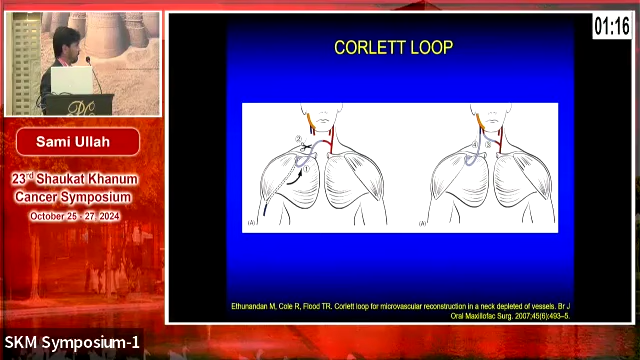 01:16
CORLETT LOOP
②
①
(A)
(A)
Sami Ullah
23rd Shaukat Khanum
Cancer Symposium
October 25 - 27, 2024
Ethunandan M, Cole R, Flood TR. Corlett loop for microvascular reconstruction in a neck depleted of vessels. Br J
Oral Maxillofac Surg. 2007;45(6):493–5.
SKM Symposium-1